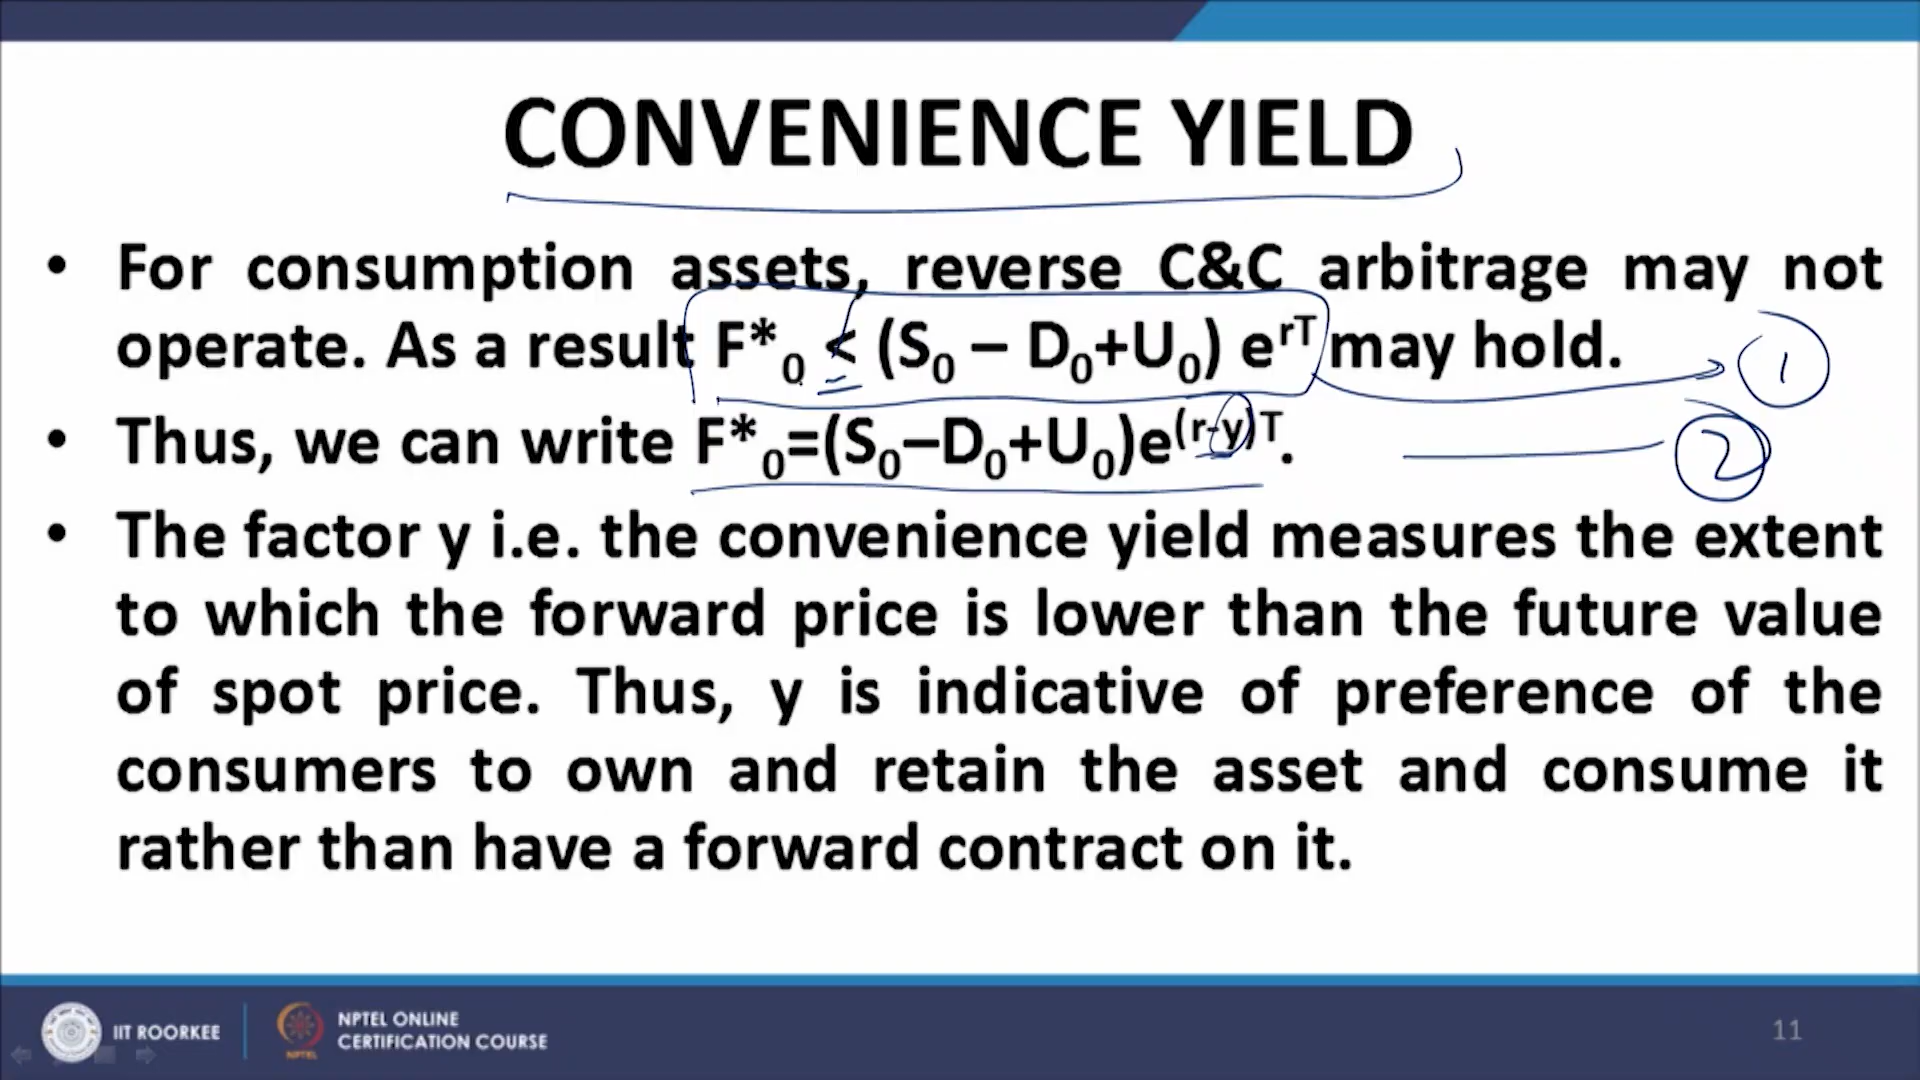 CONVENIENCE YIELD
• For consumption assets, reverse C&C arbitrage may not
operate. As a result F*₀ < (S₀ – D₀+U₀) eʳᵀ may hold. 1
• Thus, we can write F*₀=(S₀–D₀+U₀)e⁽ʳ⁻ʸ⁾ᵀ. 2
• The factor y i.e. the convenience yield measures the extent
to which the forward price is lower than the future value
of spot price. Thus, y is indicative of preference of the
consumers to own and retain the asset and consume it
rather than have a forward contract on it.
IIT ROORKEE
NPTEL
NPTEL ONLINE
CERTIFICATION COURSE
11